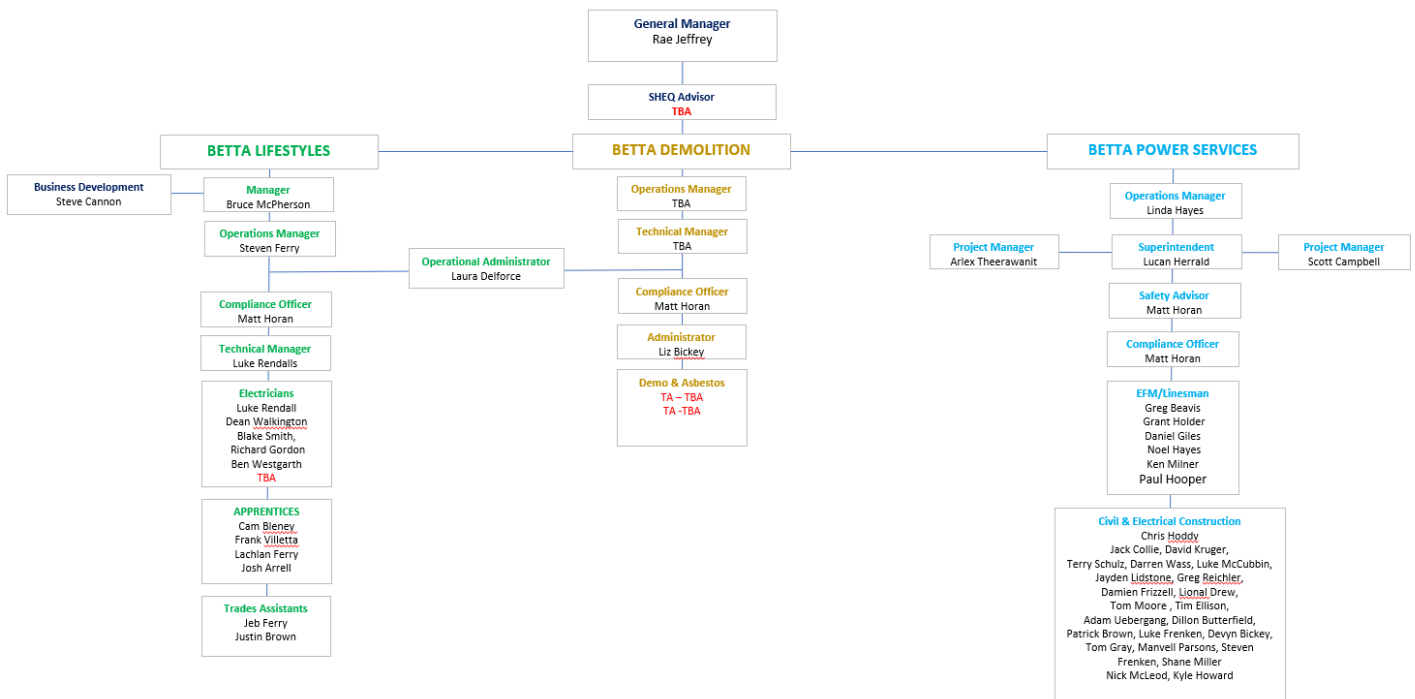 General Manager
Rae Jeffrey
SHEQ Advisor
TBA
BETTA LIFESTYLES
BETTA DEMOLITION
BETTA POWER SERVICES
Business Development
Steve Cannon
Manager
Bruce McPherson
Operations Manager
Steven Ferry
Operational Administrator
Laura Delforce
Compliance Officer
Matt Horan
Technical Manager
Luke Rendalls
Electricians
Luke Rendall
Dean Walkington
Blake Smith,
Richard Gordon
Ben Westgarth
TBA
APPRENTICES
Cam Bleney
Frank Villetta
Lachlan Ferry
Josh Arrell
Trades Assistants
Jeb Ferry
Justin Brown
Operations Manager
TBA
Technical Manager
TBA
Compliance Officer
Matt Horan
Administrator
Liz Bickey
Demo & Asbestos
TA – TBA
TA -TBA
Operations Manager
Linda Hayes
Project Manager
Arlex Theerawanit
Superintendent
Lucan Herrald
Project Manager
Scott Campbell
Safety Advisor
Matt Horan
Compliance Officer
Matt Horan
EFM/Linesman
Greg Beavis
Grant Holder
Daniel Giles
Noel Hayes
Ken Milner
Paul Hooper
Civil & Electrical Construction
Chris Hoddy
Jack Collie, David Kruger,
Terry Schulz, Darren Wass, Luke McCubbin,
Jayden Lidstone, Greg Reichler,
Damien Frizzell, Lional Drew,
Tom Moore , Tim Ellison,
Adam Uebergang, Dillon Butterfield,
Patrick Brown, Luke Frenken, Devyn Bickey,
Tom Gray, Manvell Parsons, Steven
Frenken, Shane Miller
Nick McLeod, Kyle Howard